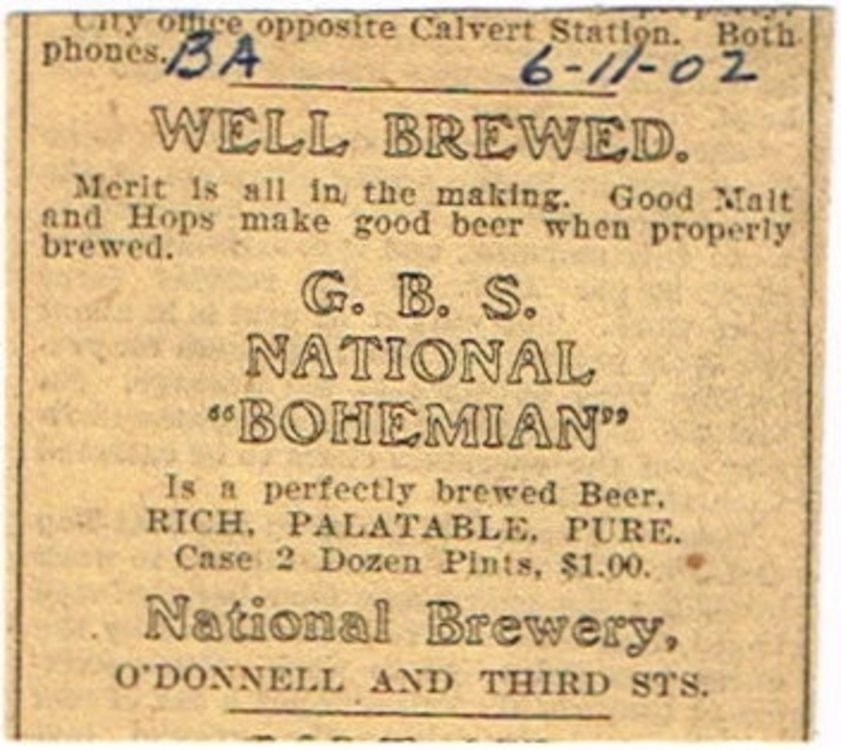 City office opposite Calvert Station. Both
phones. BA 6-11-02
WELL BREWED.
Merit is all in the making. Good Malt
and Hops make good beer when properly
brewed.
G. B. S.
NATIONAL
"BOHEMIAN"
Is a perfectly brewed Beer,
RICH, PALATABLE, PURE.
Case 2 Dozen Pints, $1.00.
National Brewery,
O'DONNELL AND THIRD STS.